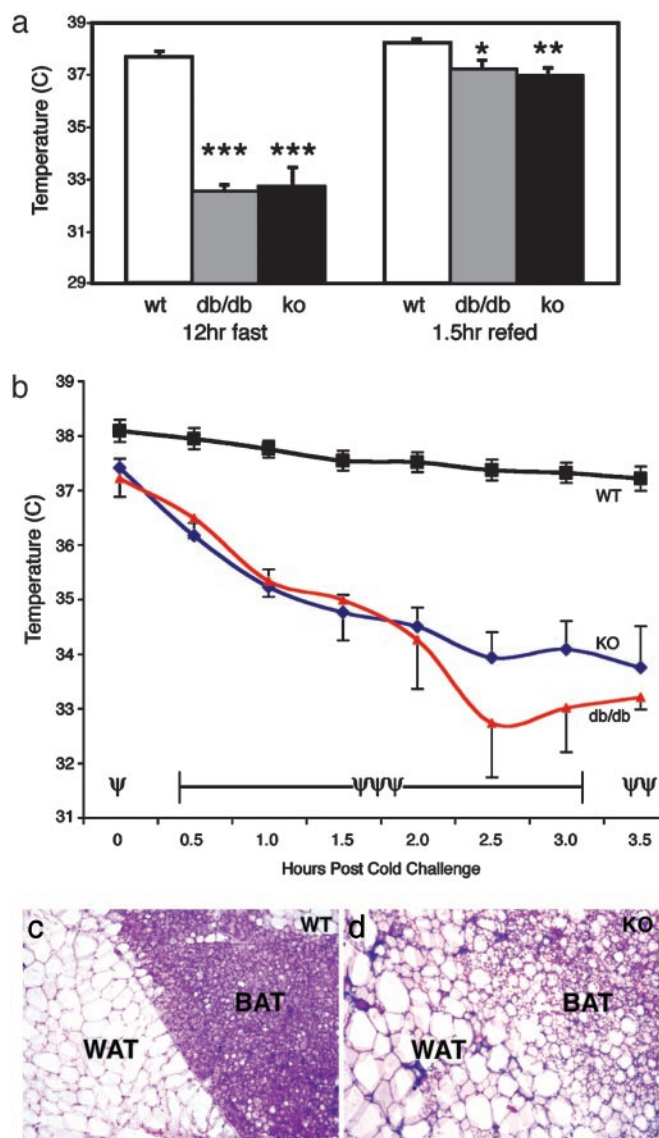 a
39
37
35
33
31
29
Temperature (C)
*** *** * **
wt db/db ko wt db/db ko
12hr fast 1.5hr refed
b
39
38
37
36
35
34
33
32
31
Temperature (C)
WT
KO
db/db
Ψ ΨΨΨ ΨΨ
0 0.5 1.0 1.5 2.0 2.5 3.0 3.5
Hours Post Cold Challenge
c WT d KO
BAT BAT
WAT WAT